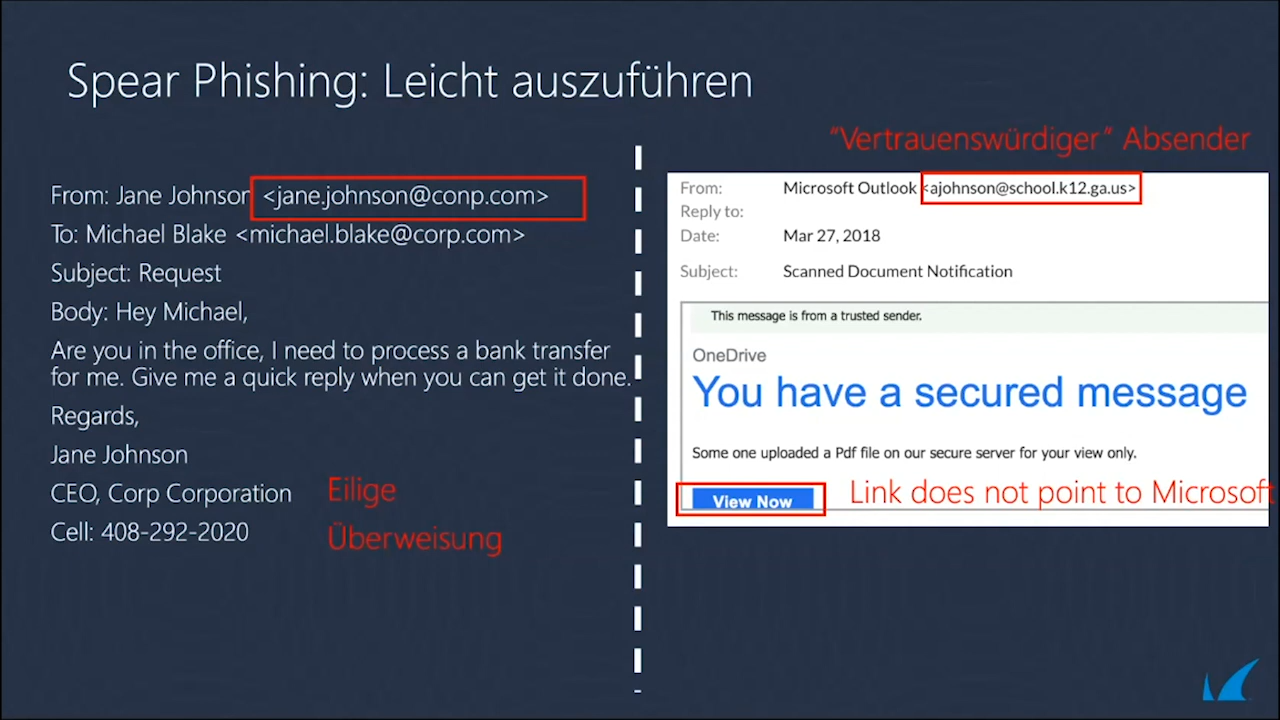 Spear Phishing: Leicht auszuführen
From: Jane Johnson <jane.johnson@conp.com>
To: Michael Blake <michael.blake@corp.com>
Subject: Request
Body: Hey Michael,
Are you in the office, I need to process a bank transfer
for me. Give me a quick reply when you can get it done.
Regards,
Jane Johnson
CEO, Corp Corporation
Cell: 408-292-2020
Eilige
Überweisung
“Vertrauenswürdiger” Absender
From: Microsoft Outlook <ajohnson@school.k12.ga.us>
Reply to:
Date: Mar 27, 2018
Subject: Scanned Document Notification
This message is from a trusted sender.
OneDrive
You have a secured message
Some one uploaded a Pdf file on our secure server for your view only.
View Now
Link does not point to Microsoft